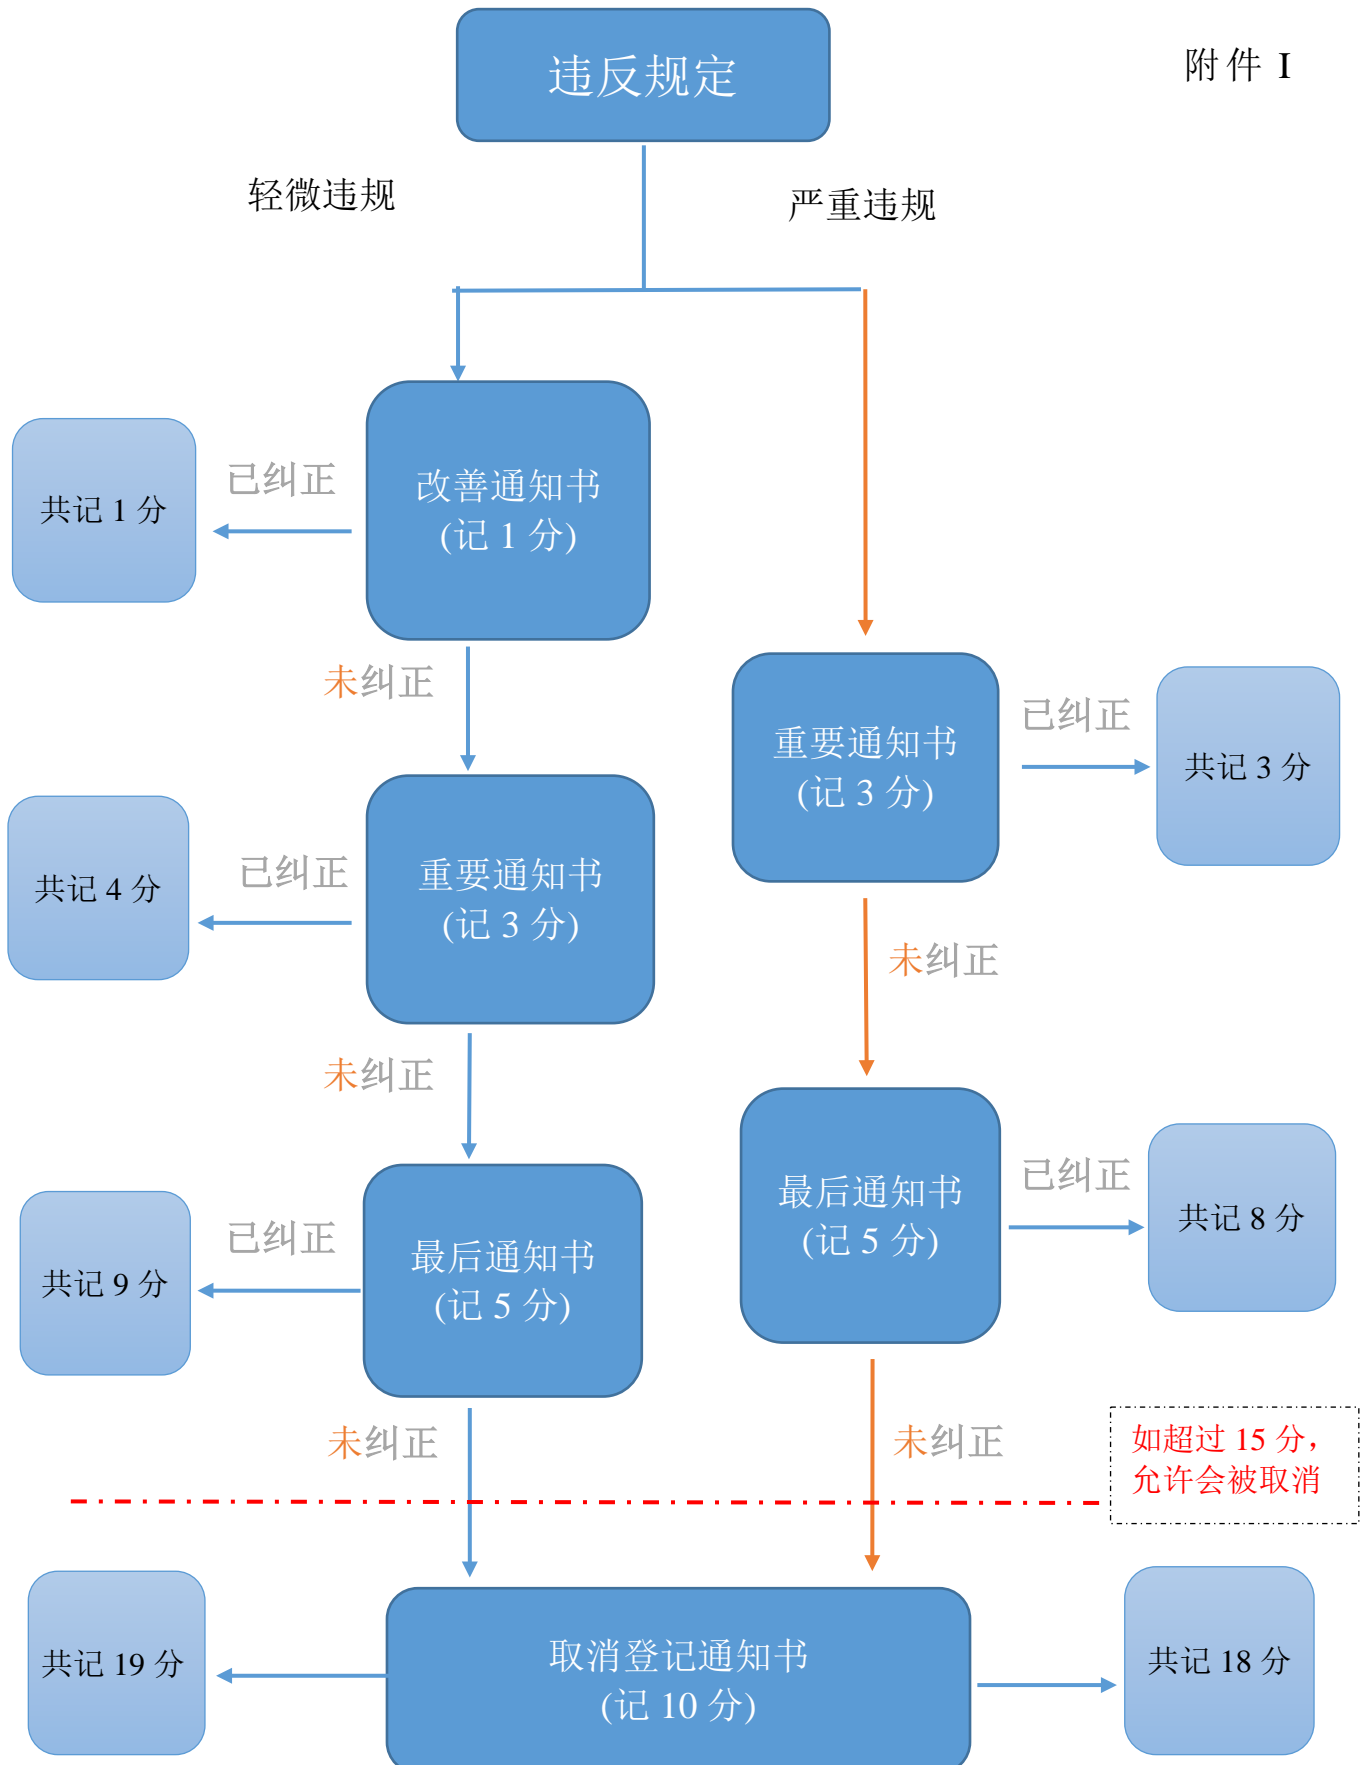 附件 I
违反规定
轻微违规
严重违规
改善通知书
(记 1 分)
已纠正
共记 1 分
未纠正
重要通知书
(记 3 分)
已纠正
共记 3 分
重要通知书
(记 3 分)
已纠正
共记 4 分
未纠正
未纠正
最后通知书
(记 5 分)
已纠正
共记 8 分
最后通知书
(记 5 分)
已纠正
共记 9 分
未纠正
未纠正
如超过 15 分，
允许会被取消
取消登记通知书
(记 10 分)
共记 19 分
共记 18 分